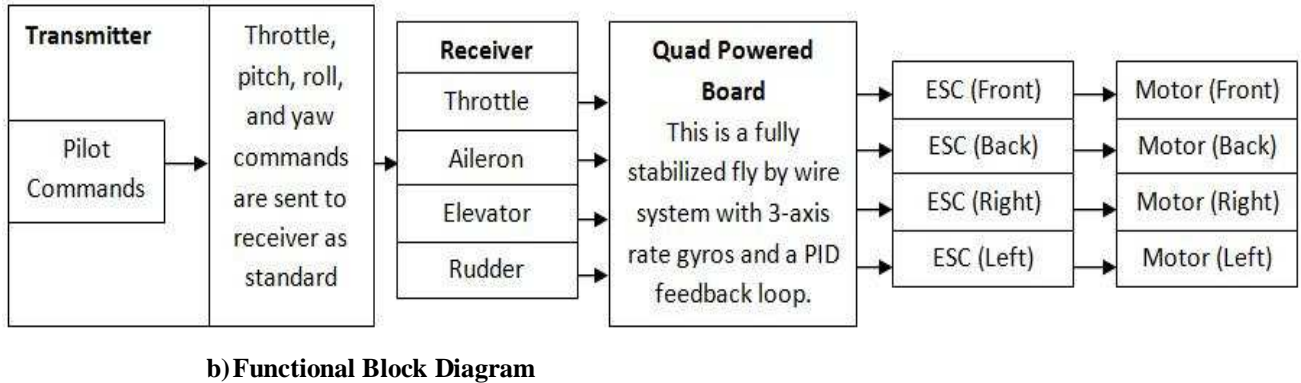 Transmitter
Pilot
Commands
Throttle,
pitch, roll,
and yaw
commands
are sent to
receiver as
standard
Receiver
Throttle
Aileron
Elevator
Rudder
Quad Powered
Board
This is a fully
stabilized fly by wire
system with 3-axis
rate gyros and a PID
feedback loop.
ESC (Front)
ESC (Back)
ESC (Right)
ESC (Left)
Motor (Front)
Motor (Back)
Motor (Right)
Motor (Left)
b) Functional Block Diagram